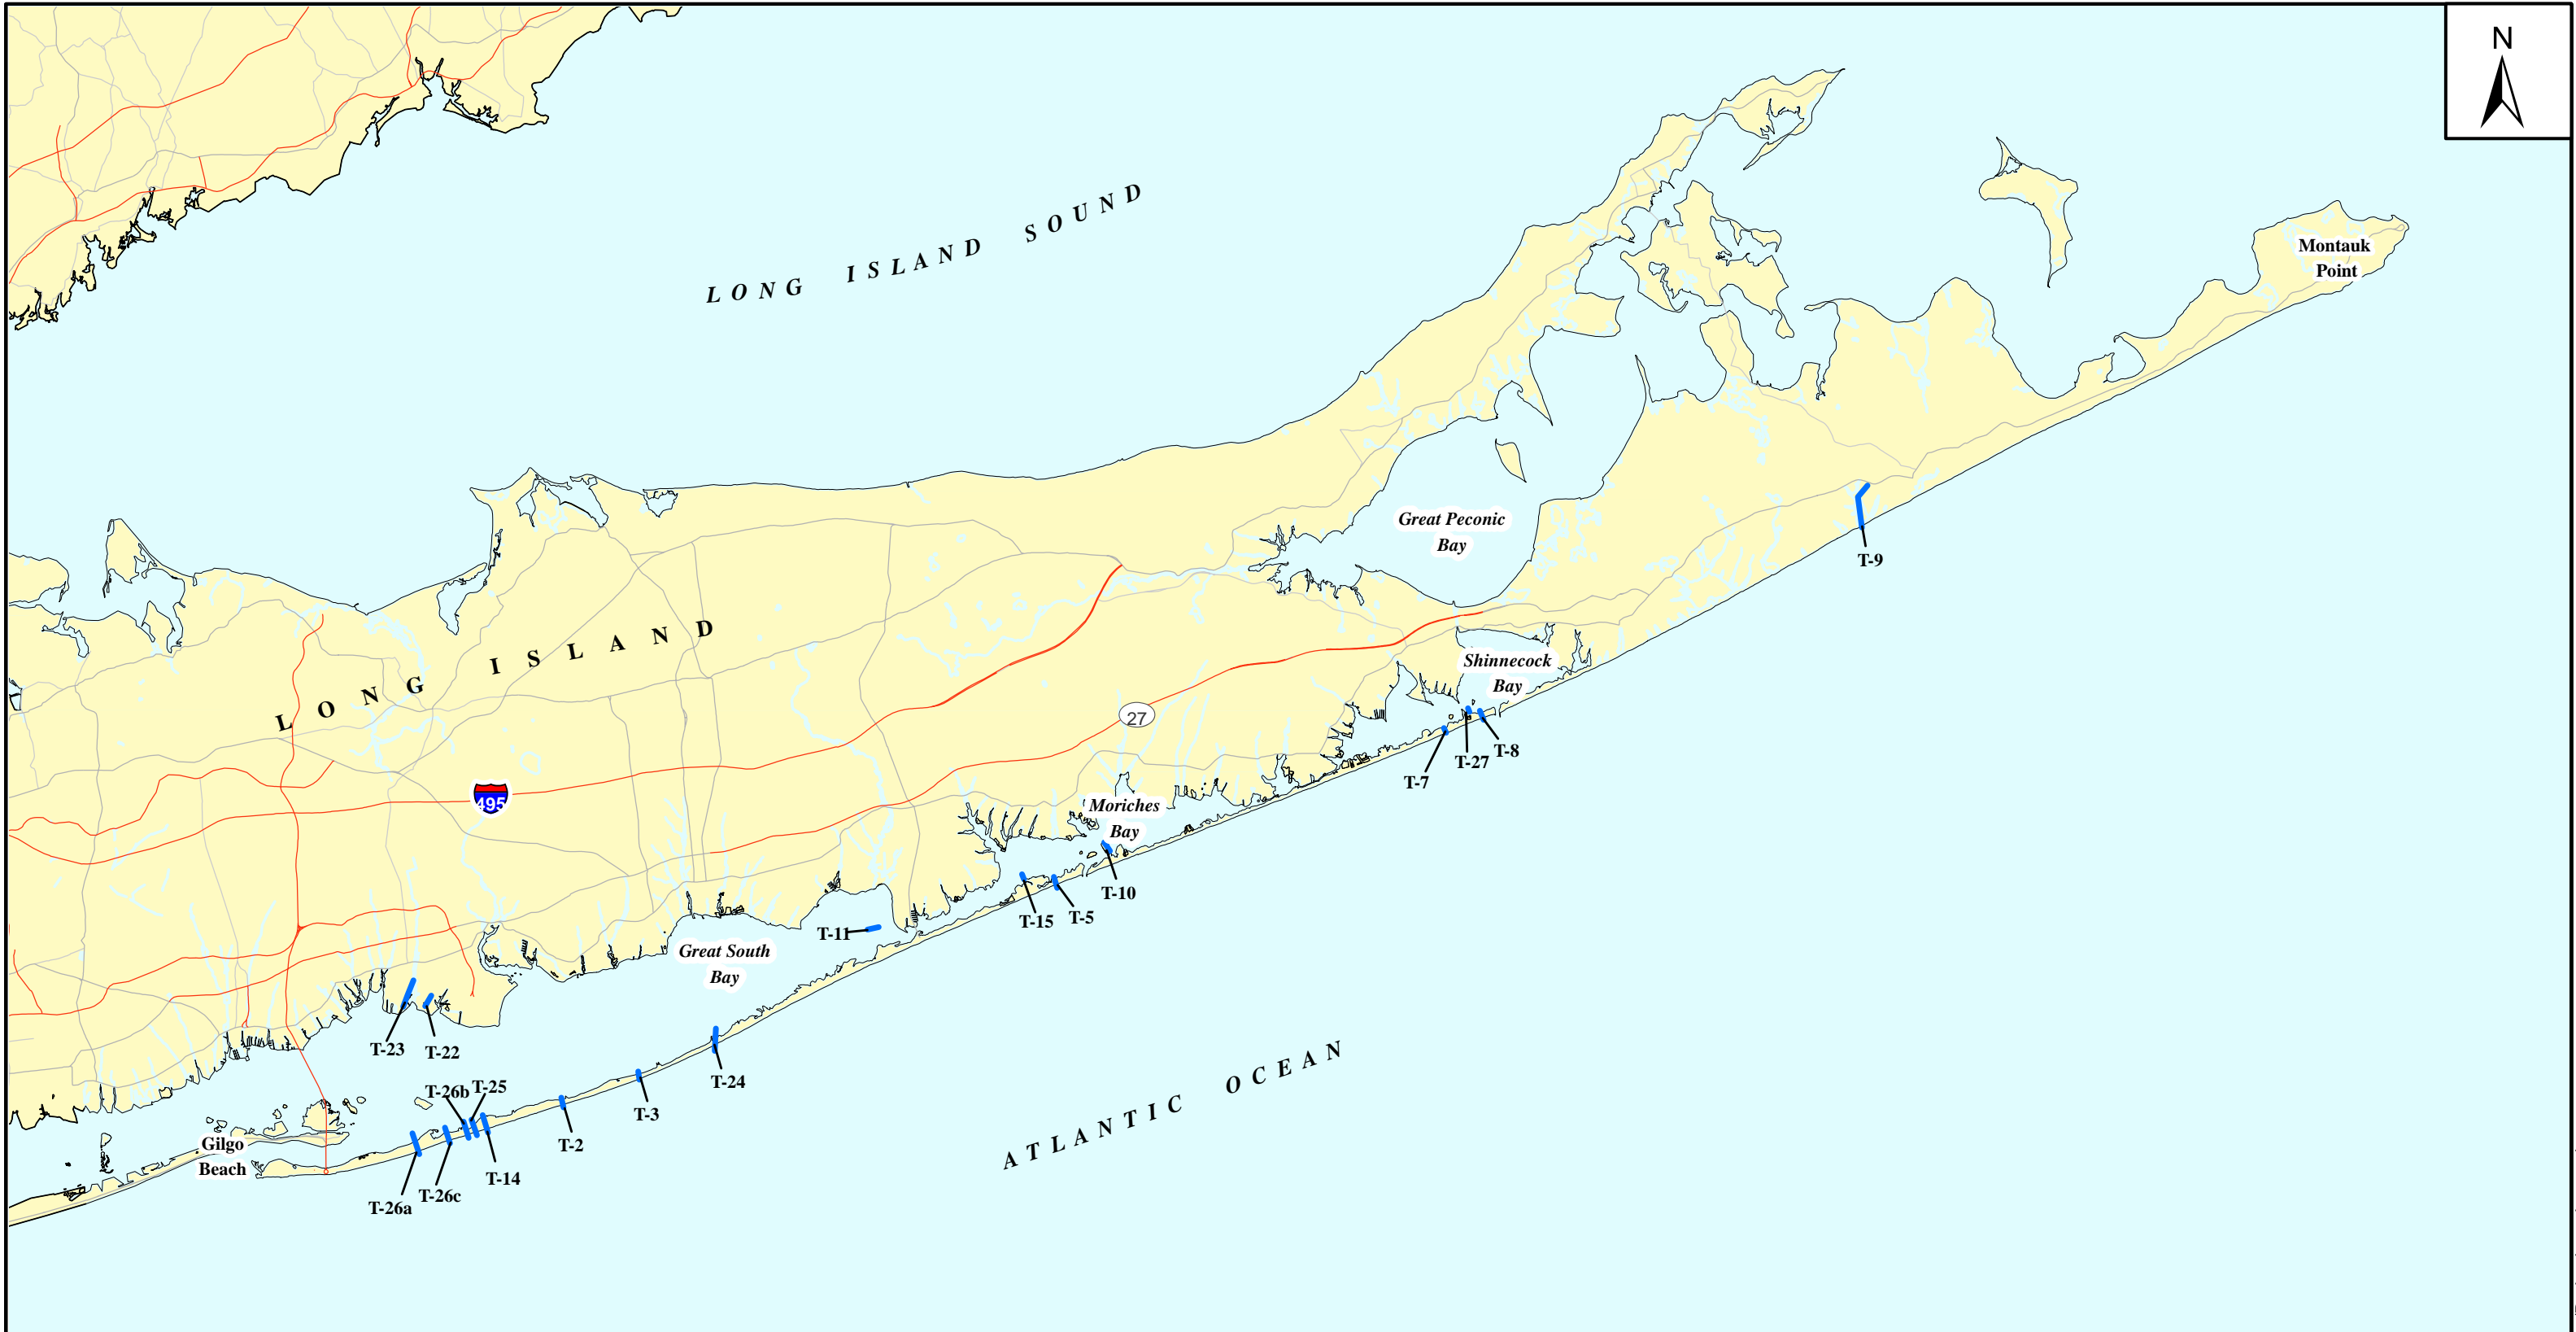 N
LONG ISLAND SOUND
Montauk
Point
Great Peconic
Bay
T-9
LONG ISLAND
Shinnecock
Bay
27
T-8
T-27
T-7
495
Moriches
Bay
T-10
T-5
T-15
T-11
Great South
Bay
T-23
T-22
T-24
T-26b
T-25
T-3
T-2
Gilgo
Beach
T-14
T-26c
T-26a
ATLANTIC OCEAN